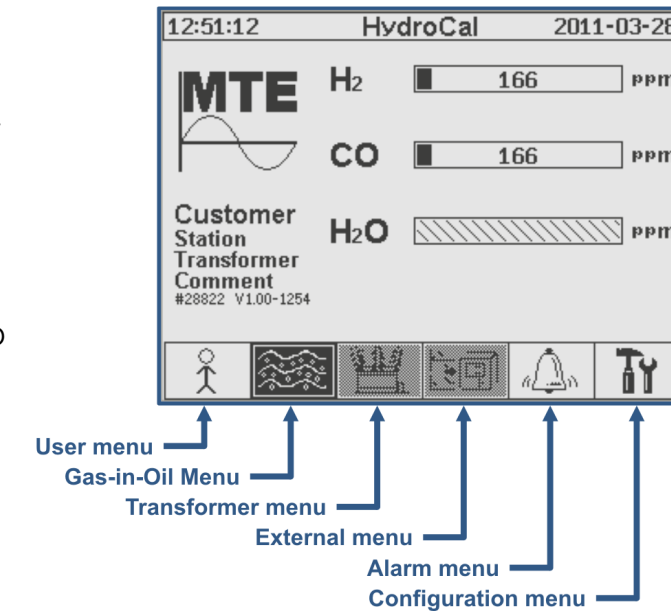 12:51:12 HydroCal 2011-03-28
MTE
H2 166 ppm
CO 166 ppm
H2O ppm
Customer
Station
Transformer
Comment
#28822 V1.00-1254
User menu
Gas-in-Oil Menu
Transformer menu
External menu
Alarm menu
Configuration menu